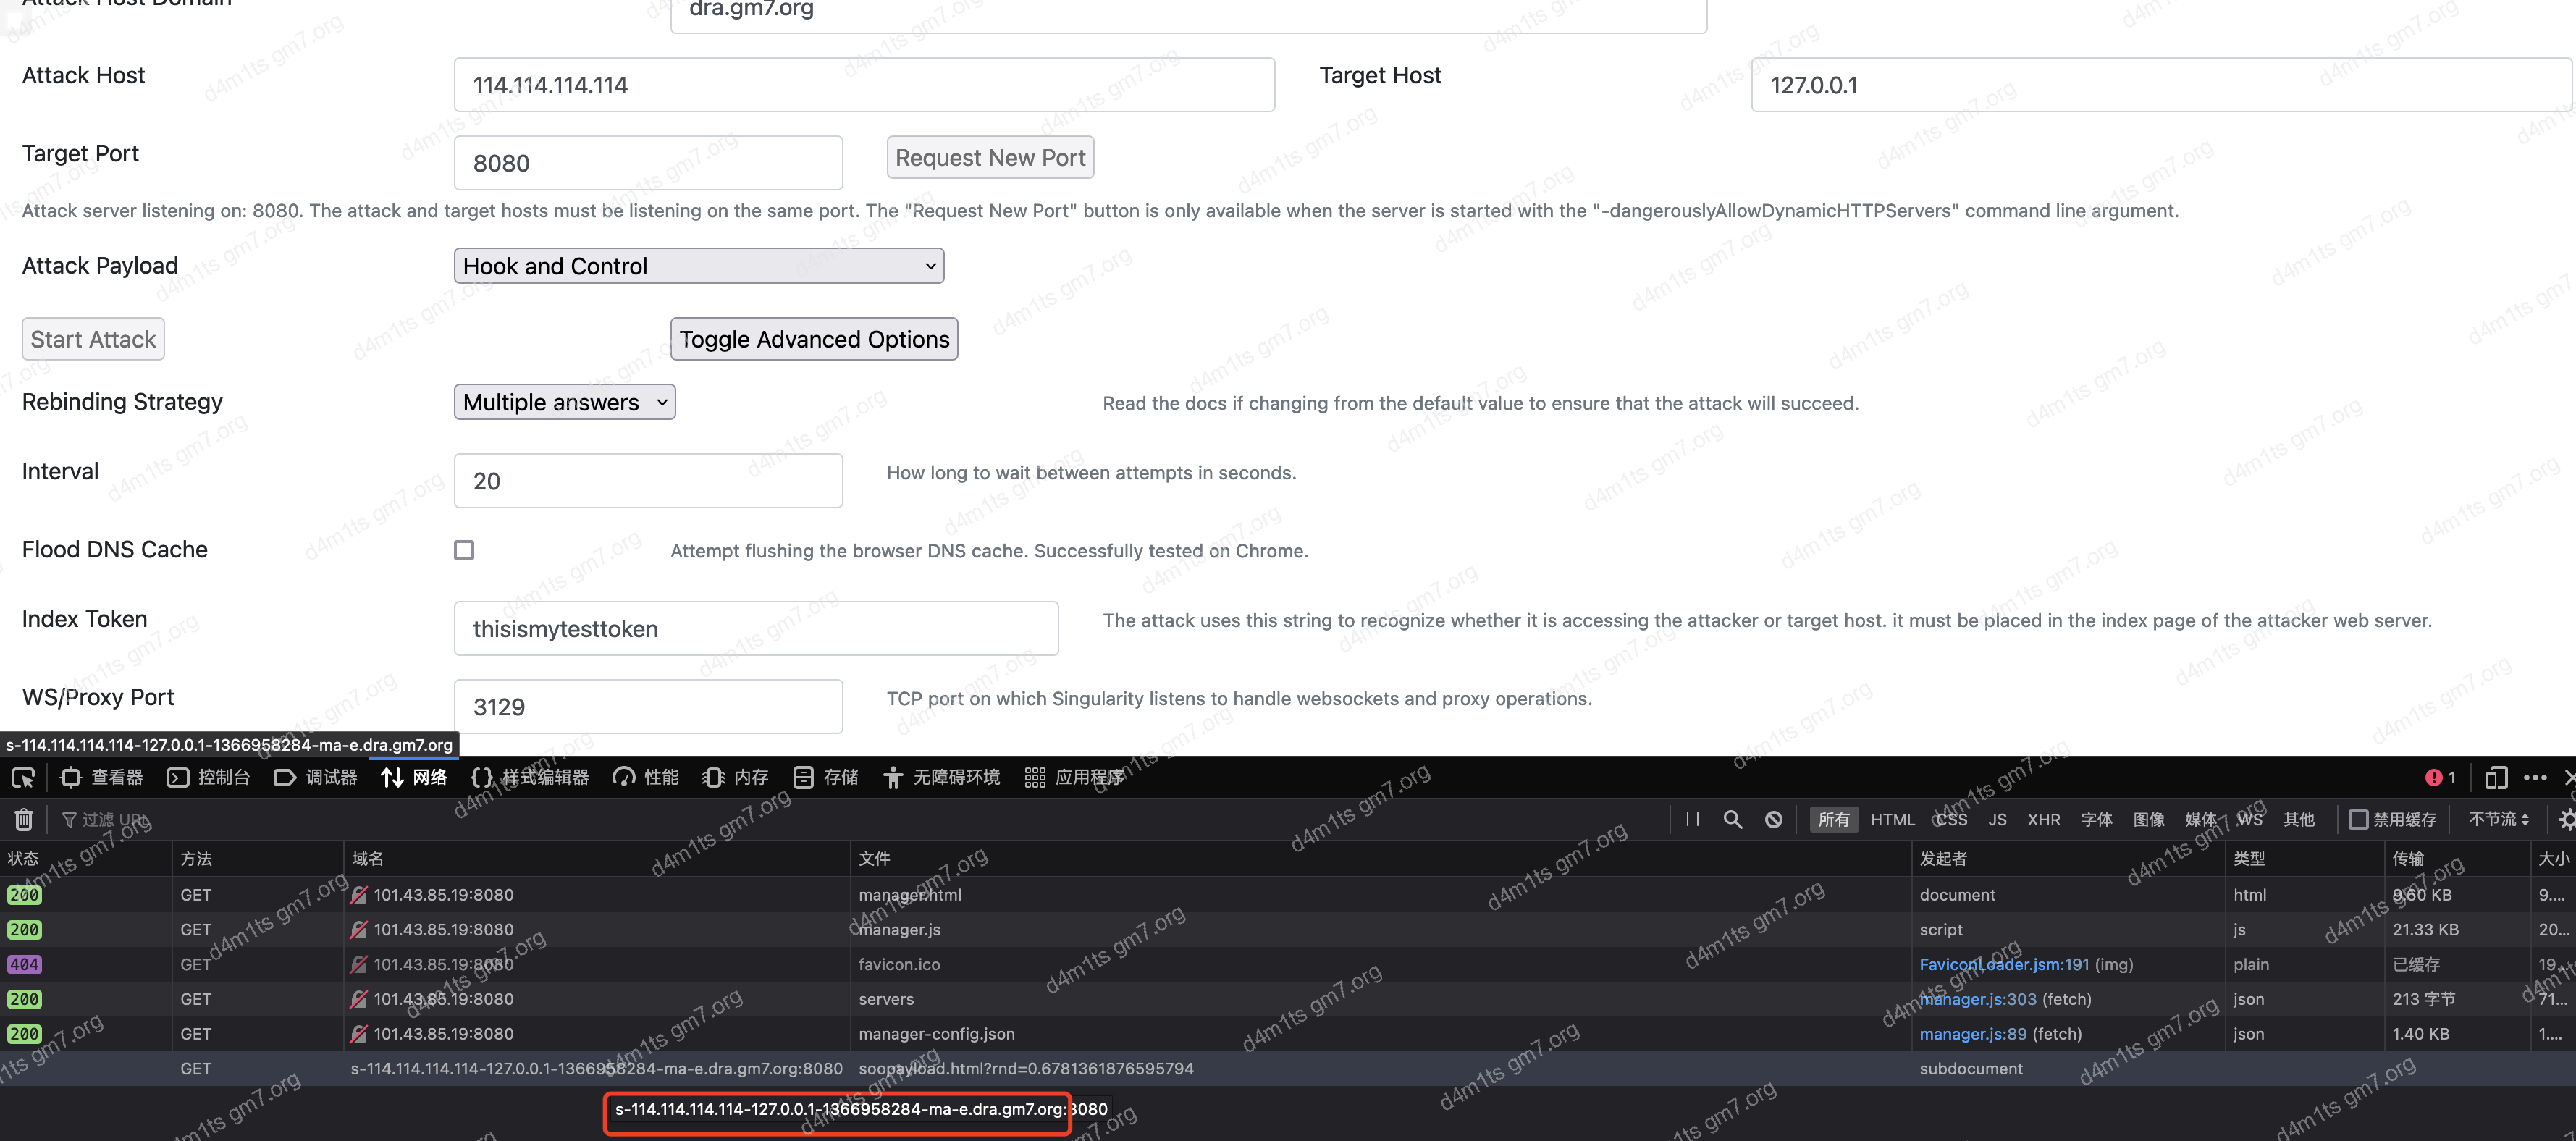 Attack Host Domain
dra.gm7.org
Attack Host
114.114.114.114
Target Host
127.0.0.1
Target Port
8080
Request New Port
Attack server listening on: 8080. The attack and target hosts must be listening on the same port. The "Request New Port" button is only available when the server is started with the "-dangerouslyAllowDynamicHTTPServers" command line argument.
Attack Payload
Hook and Control
Start Attack
Toggle Advanced Options
Rebinding Strategy
Multiple answers
Read the docs if changing from the default value to ensure that the attack will succeed.
Interval
20
How long to wait between attempts in seconds.
Flood DNS Cache
Attempt flushing the browser DNS cache. Successfully tested on Chrome.
Index Token
thisismytesttoken
The attack uses this string to recognize whether it is accessing the attacker or target host. it must be placed in the index page of the attacker web server.
WS/Proxy Port
3129
TCP port on which Singularity listens to handle websockets and proxy operations.
s-114.114.114.114-127.0.0.1-1366958284-ma-e.dra.gm7.org
查看器 控制台 调试器 网络 样式编辑器 性能 内存 存储 无障碍环境 应用程序 1
过滤 URL 所有 HTML CSS JS XHR 字体 图像 媒体 WS 其他 禁用缓存 不节流
状态 方法 域名 文件 发起者 类型 传输 大小
200 GET 101.43.85.19:8080 manager.html document html 9.60 KB 9....
200 GET 101.43.85.19:8080 manager.js script js 21.33 KB 20...
404 GET 101.43.85.19:8080 favicon.ico FaviconLoader.jsm:191 (img) plain 已缓存 19...
200 GET 101.43.85.19:8080 servers manager.js:303 (fetch) json 213 字节 71...
200 GET 101.43.85.19:8080 manager-config.json manager.js:89 (fetch) json 1.40 KB 1....
GET s-114.114.114.114-127.0.0.1-1366958284-ma-e.dra.gm7.org:8080 soopayload.html?rnd=0.6781361876595794 subdocument
s-114.114.114.114-127.0.0.1-1366958284-ma-e.dra.gm7.org:8080
d4m1ts gm7.org